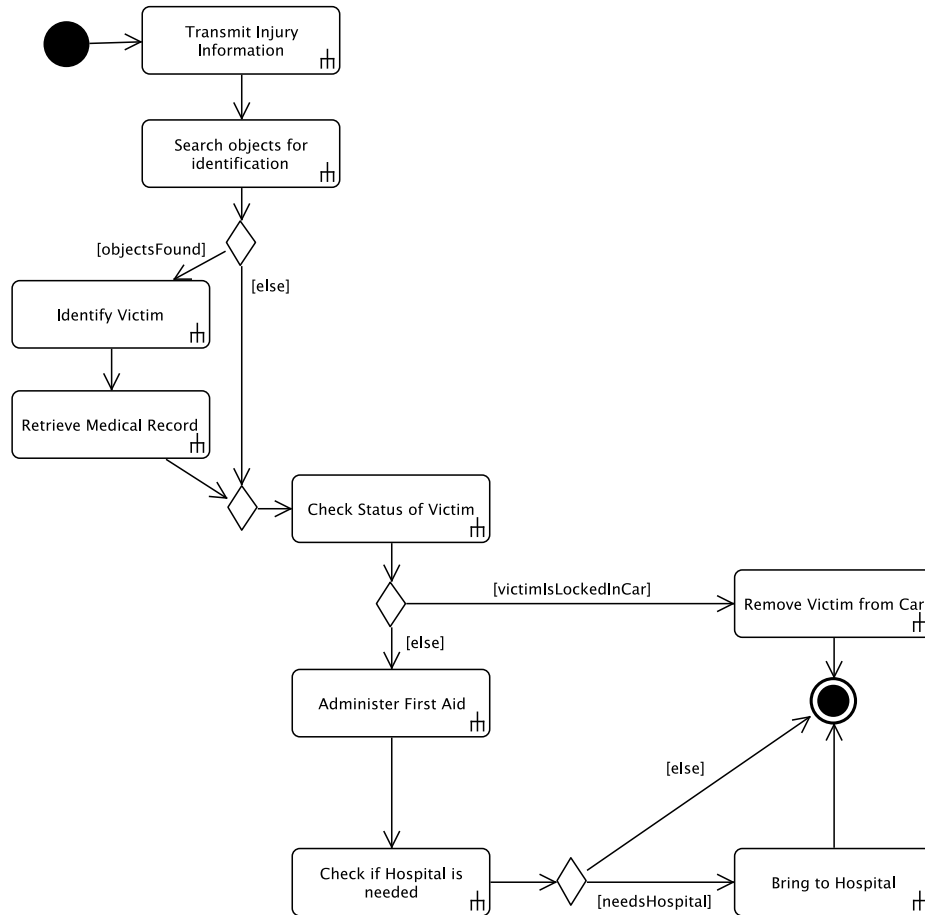 Transmit Injury
Information
Search objects for
identification
[objectsFound]
[else]
Identify Victim
Retrieve Medical Record
Check Status of Victim
[victimIsLockedInCar]
Remove Victim from Car
[else]
Administer First Aid
[else]
Check if Hospital is
needed
[needsHospital]
Bring to Hospital